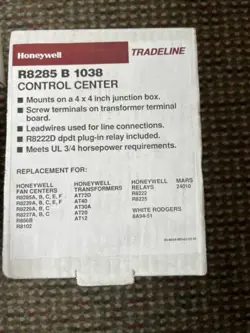 Honeywell
TRADELINE
R8285 B 1038
CONTROL CENTER
■ Mounts on a 4 x 4 inch junction box.
■ Screw terminals on transformer terminal
board.
■ Leadwires used for line connections.
■ R8222D dpdt plug-in relay included.
■ Meets UL 3/4 horsepower requirements.
REPLACEMENT FOR:
HONEYWELL
FAN CENTERS
R8285A, B, C, E, F
R8239A, B, C, E, F
R8226A, B, C
R8237A, B, C
R856B
R8102
HONEYWELL
TRANSFORMERS
AT72D
AT40
AT30A
AT20
AT12
HONEYWELL
RELAYS
R8222
R8225
WHITE RODGERS
8A04-51
MARS
24010